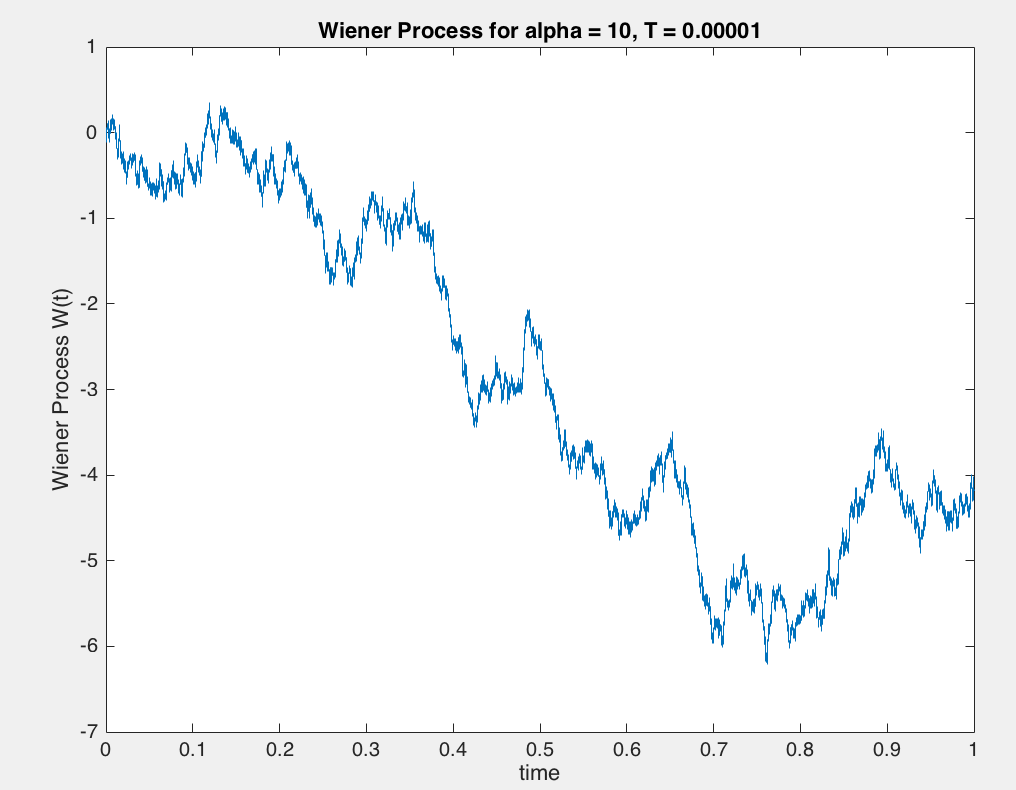 Wiener Process for alpha = 10, T = 0.00001
1
0
-1
-2
-3
-4
-5
-6
-7
Wiener Process W(t)
0 0.1 0.2 0.3 0.4 0.5 0.6 0.7 0.8 0.9 1
time